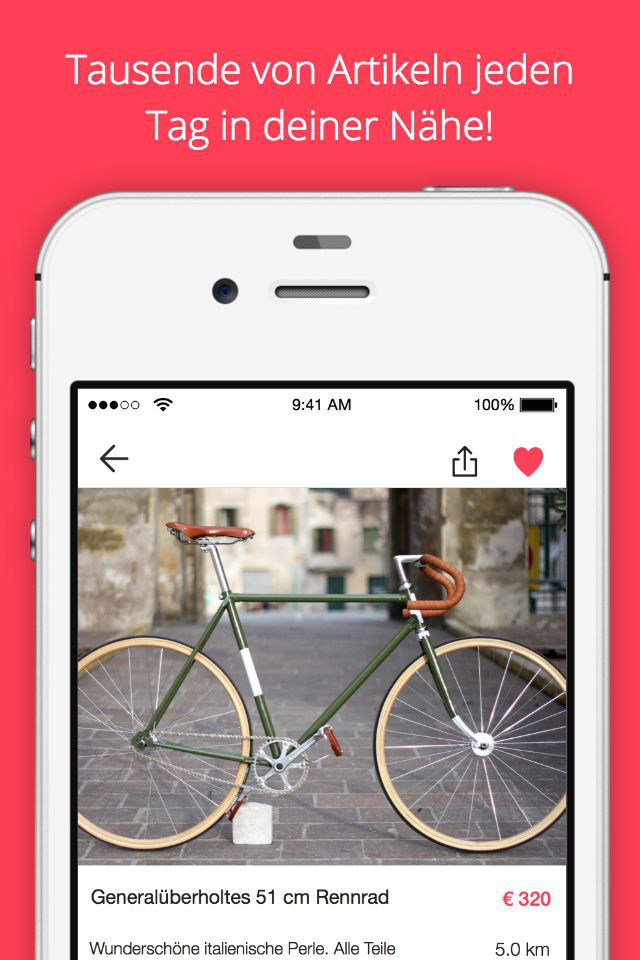 Tausende von Artikeln jeden
Tag in deiner Nähe!
9:41 AM
100%
Generalüberholtes 51 cm Rennrad
€ 320
Wunderschöne italienische Perle. Alle Teile
5.0 km